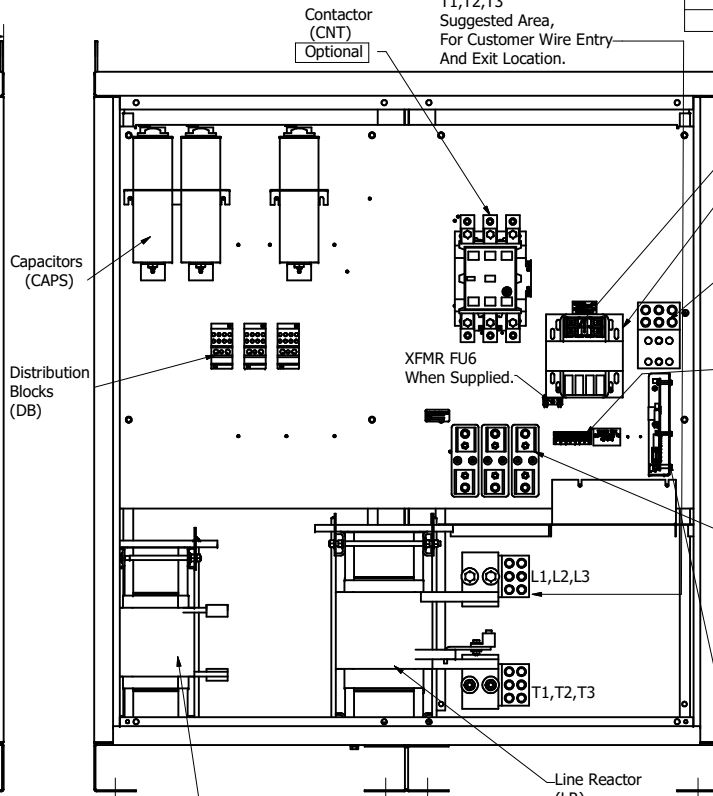 T1,T2,T3
Suggested Area,
For Customer Wire Entry
And Exit Location.
Contactor
(CNT)
Optional
Capacitors
(CAPS)
Distribution
Blocks
(DB)
XFMR FU6
When Supplied.
L1,L2,L3
T1,T2,T3
Line Reactor
(LR)